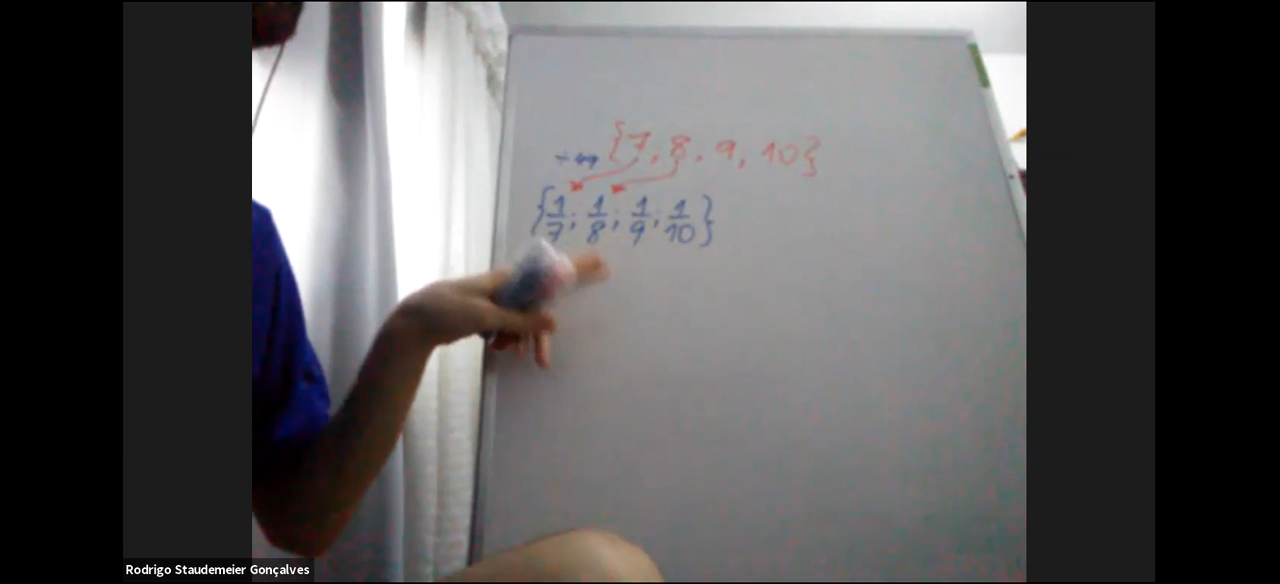 {7, 8, 9, 10}
{1/7; 1/8; 1/9; 1/10}
Rodrigo Staudemeier Gonçalves